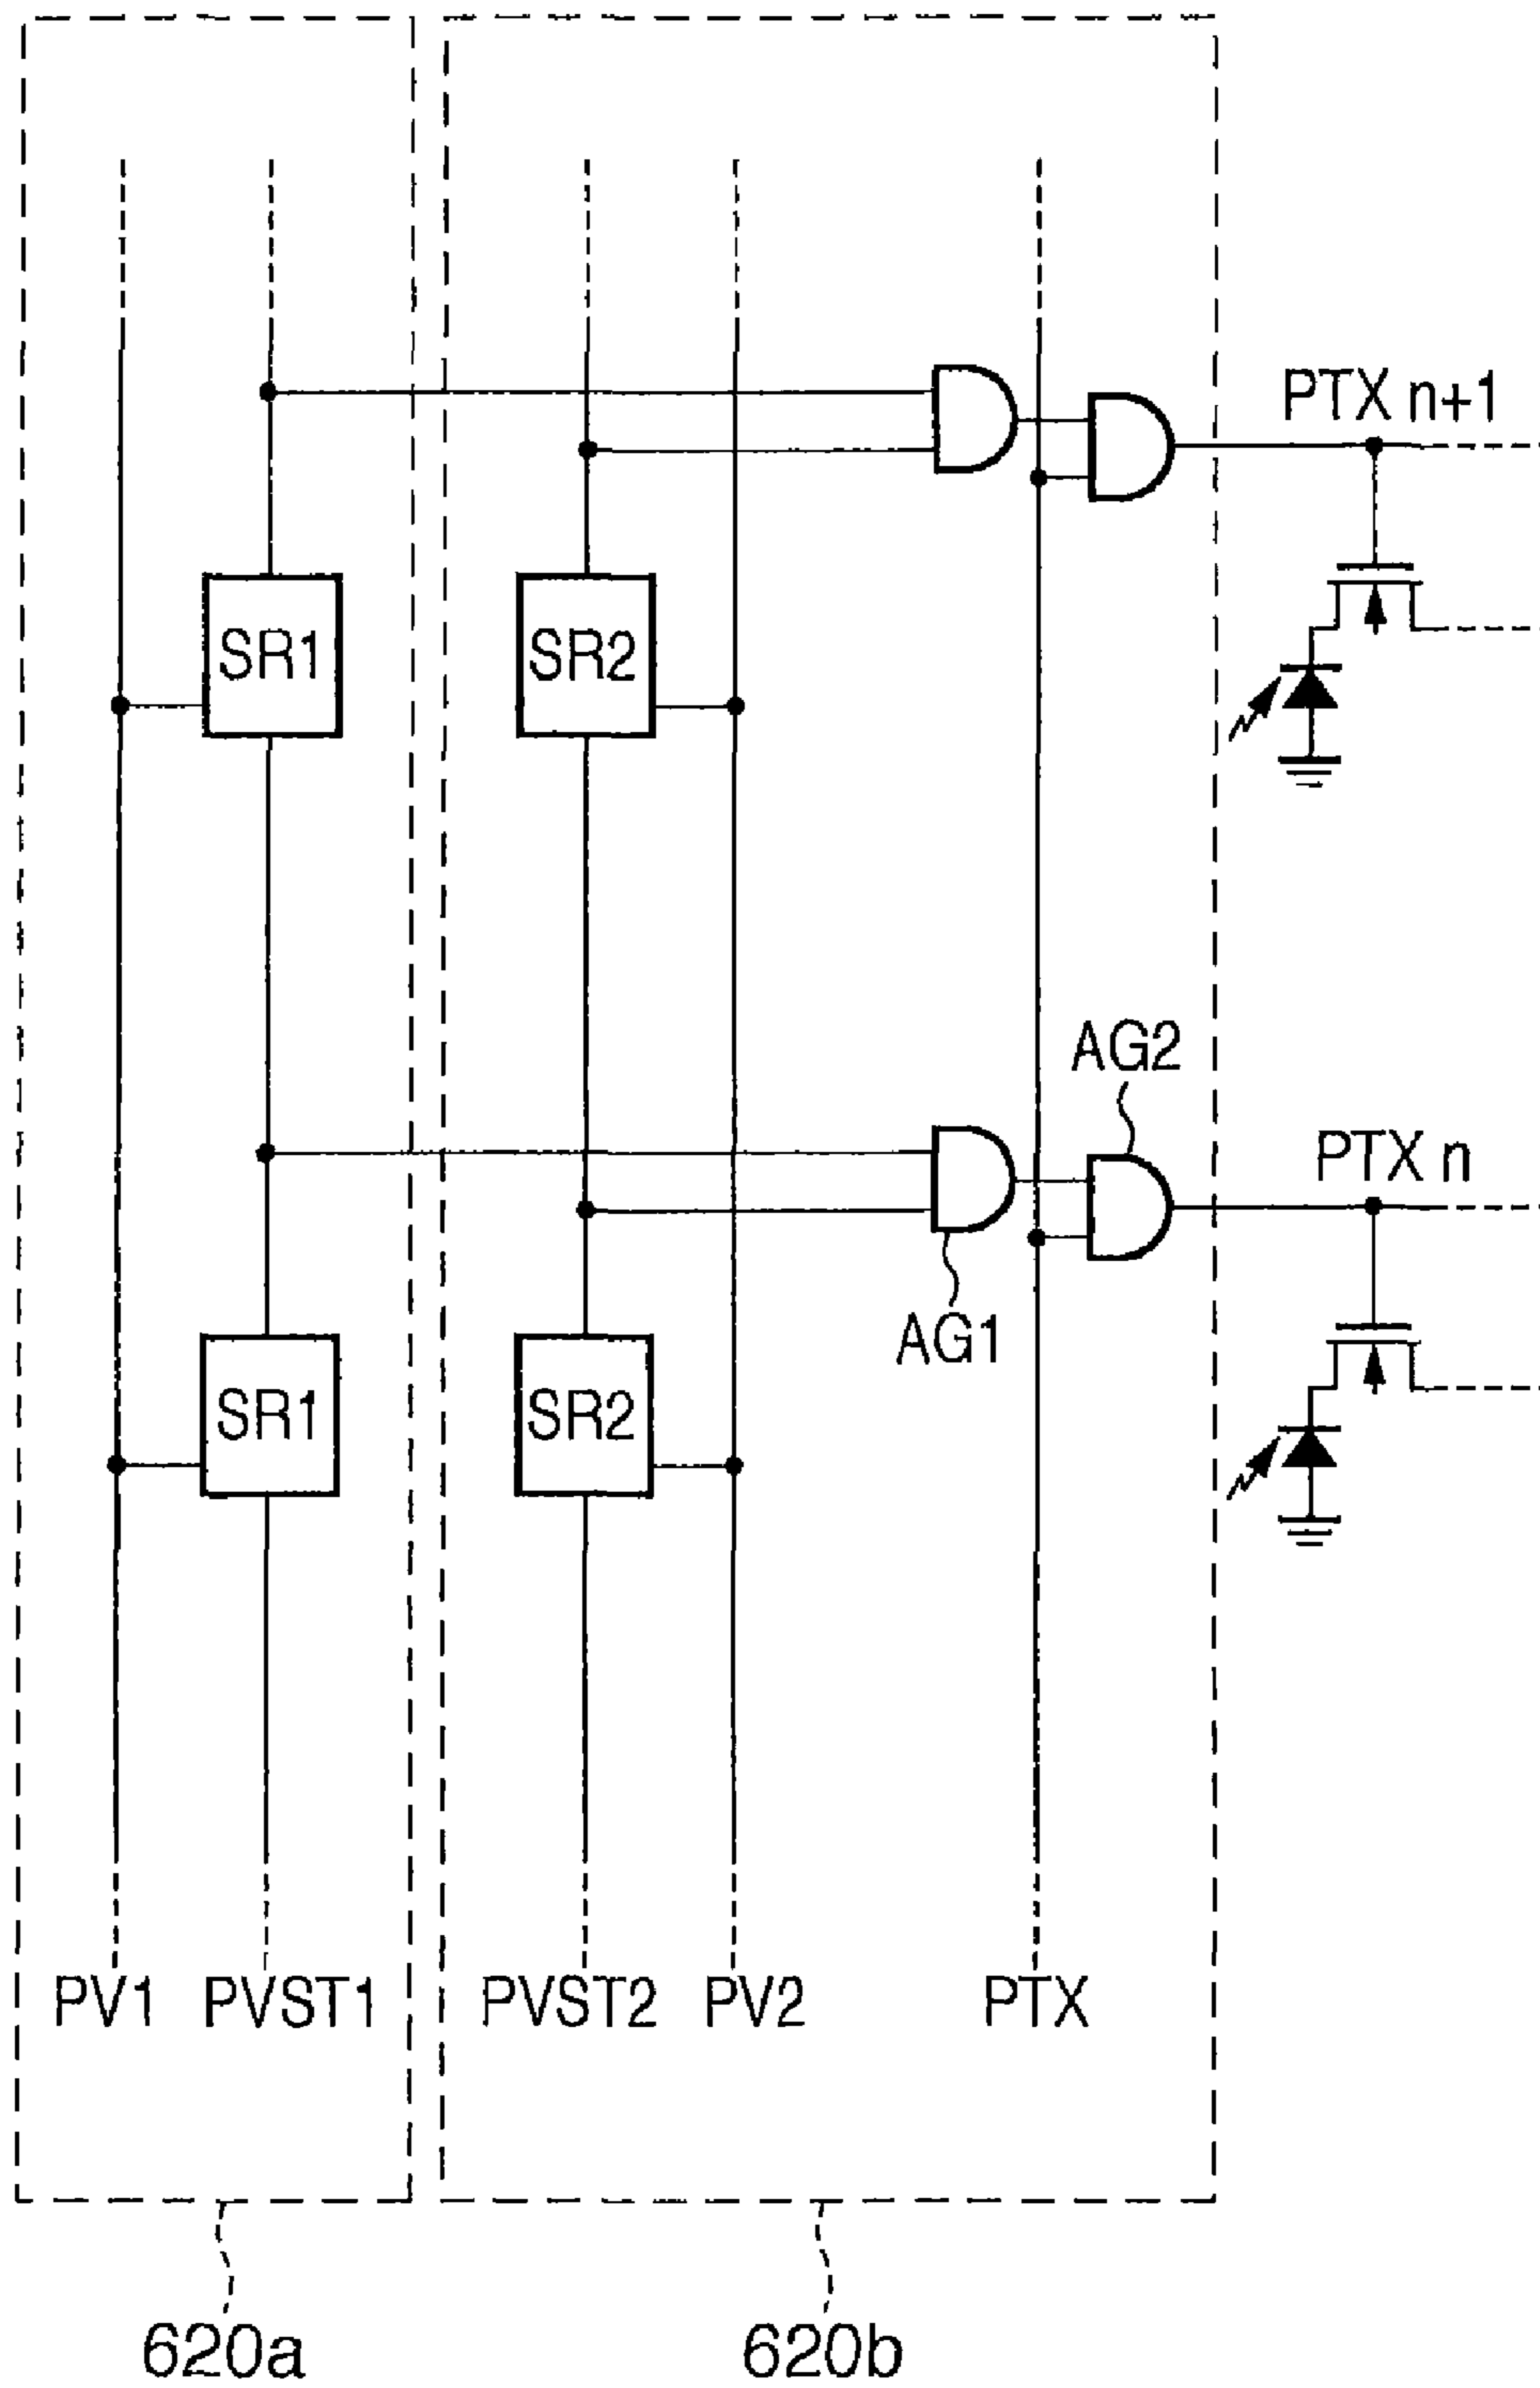 PTX n+1
SR1
SR2
AG2
PTX n
AG1
SR1
SR2
PV1
PVST1
PVST2
PV2
PTX
620a
620b